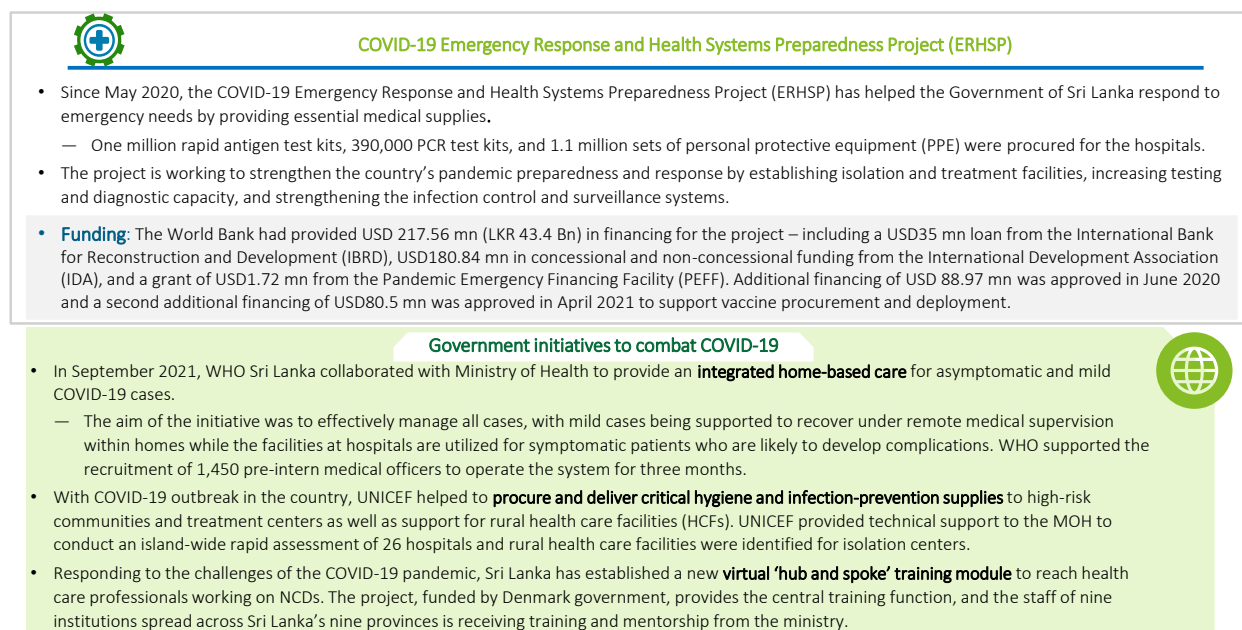 COVID-19 Emergency Response and Health Systems Preparedness Project (ERHSP)
• Since May 2020, the COVID-19 Emergency Response and Health Systems Preparedness Project (ERHSP) has helped the Government of Sri Lanka respond to
emergency needs by providing essential medical supplies.
— One million rapid antigen test kits, 390,000 PCR test kits, and 1.1 million sets of personal protective equipment (PPE) were procured for the hospitals.
• The project is working to strengthen the country's pandemic preparedness and response by establishing isolation and treatment facilities, increasing testing
and diagnostic capacity, and strengthening the infection control and surveillance systems.
• Funding: The World Bank had provided USD 217.56 mn (LKR 43.4 Bn) in financing for the project – including a USD35 mn loan from the International Bank
for Reconstruction and Development (IBRD), USD180.84 mn in concessional and non-concessional funding from the International Development Association
(IDA), and a grant of USD1.72 mn from the Pandemic Emergency Financing Facility (PEFF). Additional financing of USD 88.97 mn was approved in June 2020
and a second additional financing of USD80.5 mn was approved in April 2021 to support vaccine procurement and deployment.
Government initiatives to combat COVID-19
• In September 2021, WHO Sri Lanka collaborated with Ministry of Health to provide an integrated home-based care for asymptomatic and mild
COVID-19 cases.
— The aim of the initiative was to effectively manage all cases, with mild cases being supported to recover under remote medical supervision
within homes while the facilities at hospitals are utilized for symptomatic patients who are likely to develop complications. WHO supported the
recruitment of 1,450 pre-intern medical officers to operate the system for three months.
• With COVID-19 outbreak in the country, UNICEF helped to procure and deliver critical hygiene and infection-prevention supplies to high-risk
communities and treatment centers as well as support for rural health care facilities (HCFs). UNICEF provided technical support to the MOH to
conduct an island-wide rapid assessment of 26 hospitals and rural health care facilities were identified for isolation centers.
• Responding to the challenges of the COVID-19 pandemic, Sri Lanka has established a new virtual 'hub and spoke' training module to reach health
care professionals working on NCDs. The project, funded by Denmark government, provides the central training function, and the staff of nine
institutions spread across Sri Lanka's nine provinces is receiving training and mentorship from the ministry.